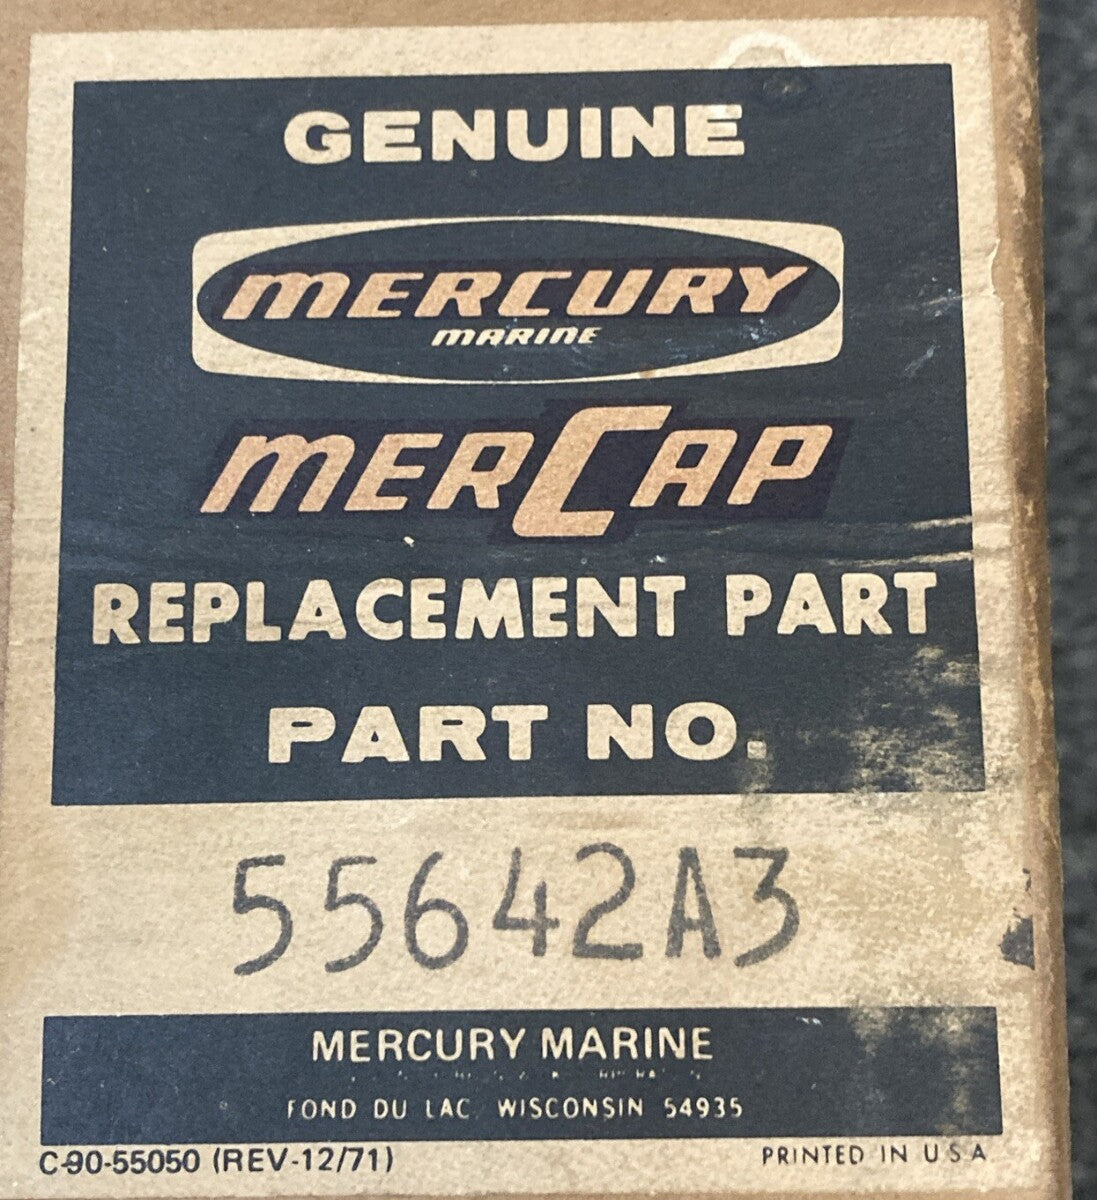 GENUINE
MERCURY
MARINE
MERCAP
REPLACEMENT PART
PART NO.
55642A3
MERCURY MARINE
FOND DU LAC, WISCONSIN 54935
C-90-55050 (REV-12/71)
PRINTED IN U S A